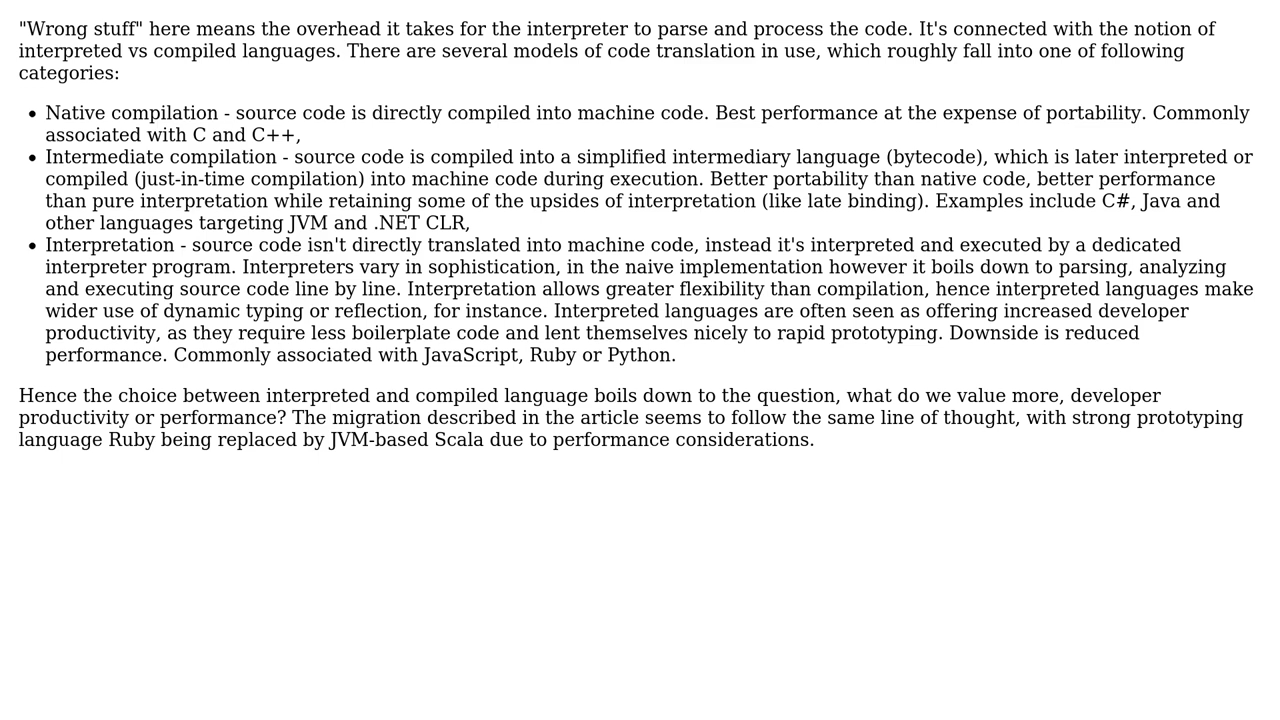 "Wrong stuff" here means the overhead it takes for the interpreter to parse and process the code. It's connected with the notion of
interpreted vs compiled languages. There are several models of code translation in use, which roughly fall into one of following
categories:
• Native compilation - source code is directly compiled into machine code. Best performance at the expense of portability. Commonly
associated with C and C++,
• Intermediate compilation - source code is compiled into a simplified intermediary language (bytecode), which is later interpreted or
compiled (just-in-time compilation) into machine code during execution. Better portability than native code, better performance
than pure interpretation while retaining some of the upsides of interpretation (like late binding). Examples include C#, Java and
other languages targeting JVM and .NET CLR,
• Interpretation - source code isn't directly translated into machine code, instead it's interpreted and executed by a dedicated
interpreter program. Interpreters vary in sophistication, in the naive implementation however it boils down to parsing, analyzing
and executing source code line by line. Interpretation allows greater flexibility than compilation, hence interpreted languages make
wider use of dynamic typing or reflection, for instance. Interpreted languages are often seen as offering increased developer
productivity, as they require less boilerplate code and lent themselves nicely to rapid prototyping. Downside is reduced
performance. Commonly associated with JavaScript, Ruby or Python.
Hence the choice between interpreted and compiled language boils down to the question, what do we value more, developer
productivity or performance? The migration described in the article seems to follow the same line of thought, with strong prototyping
language Ruby being replaced by JVM-based Scala due to performance considerations.